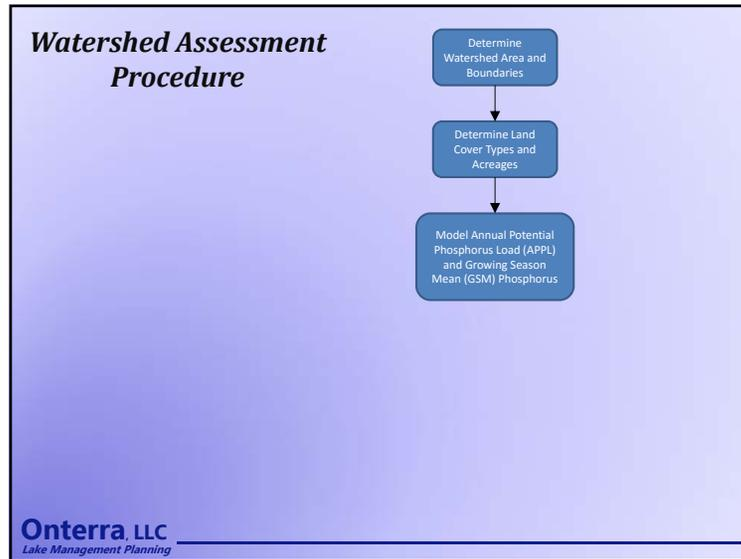 Watershed Assessment
Procedure
Determine
Watershed Area and
Boundaries
Determine Land
Cover Types and
Acreages
Model Annual Potential
Phosphorus Load (APPL)
and Growing Season
Mean (GSM) Phosphorus
Onterra, LLC
Lake Management Planning